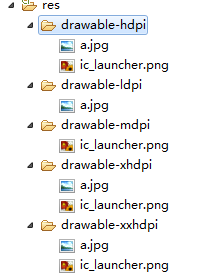 res
drawable-hdpi
a.jpg
ic_launcher.png
drawable-ldpi
a.jpg
drawable-mdpi
ic_launcher.png
drawable-xhdpi
a.jpg
ic_launcher.png
drawable-xxhdpi
a.jpg
ic_launcher.png